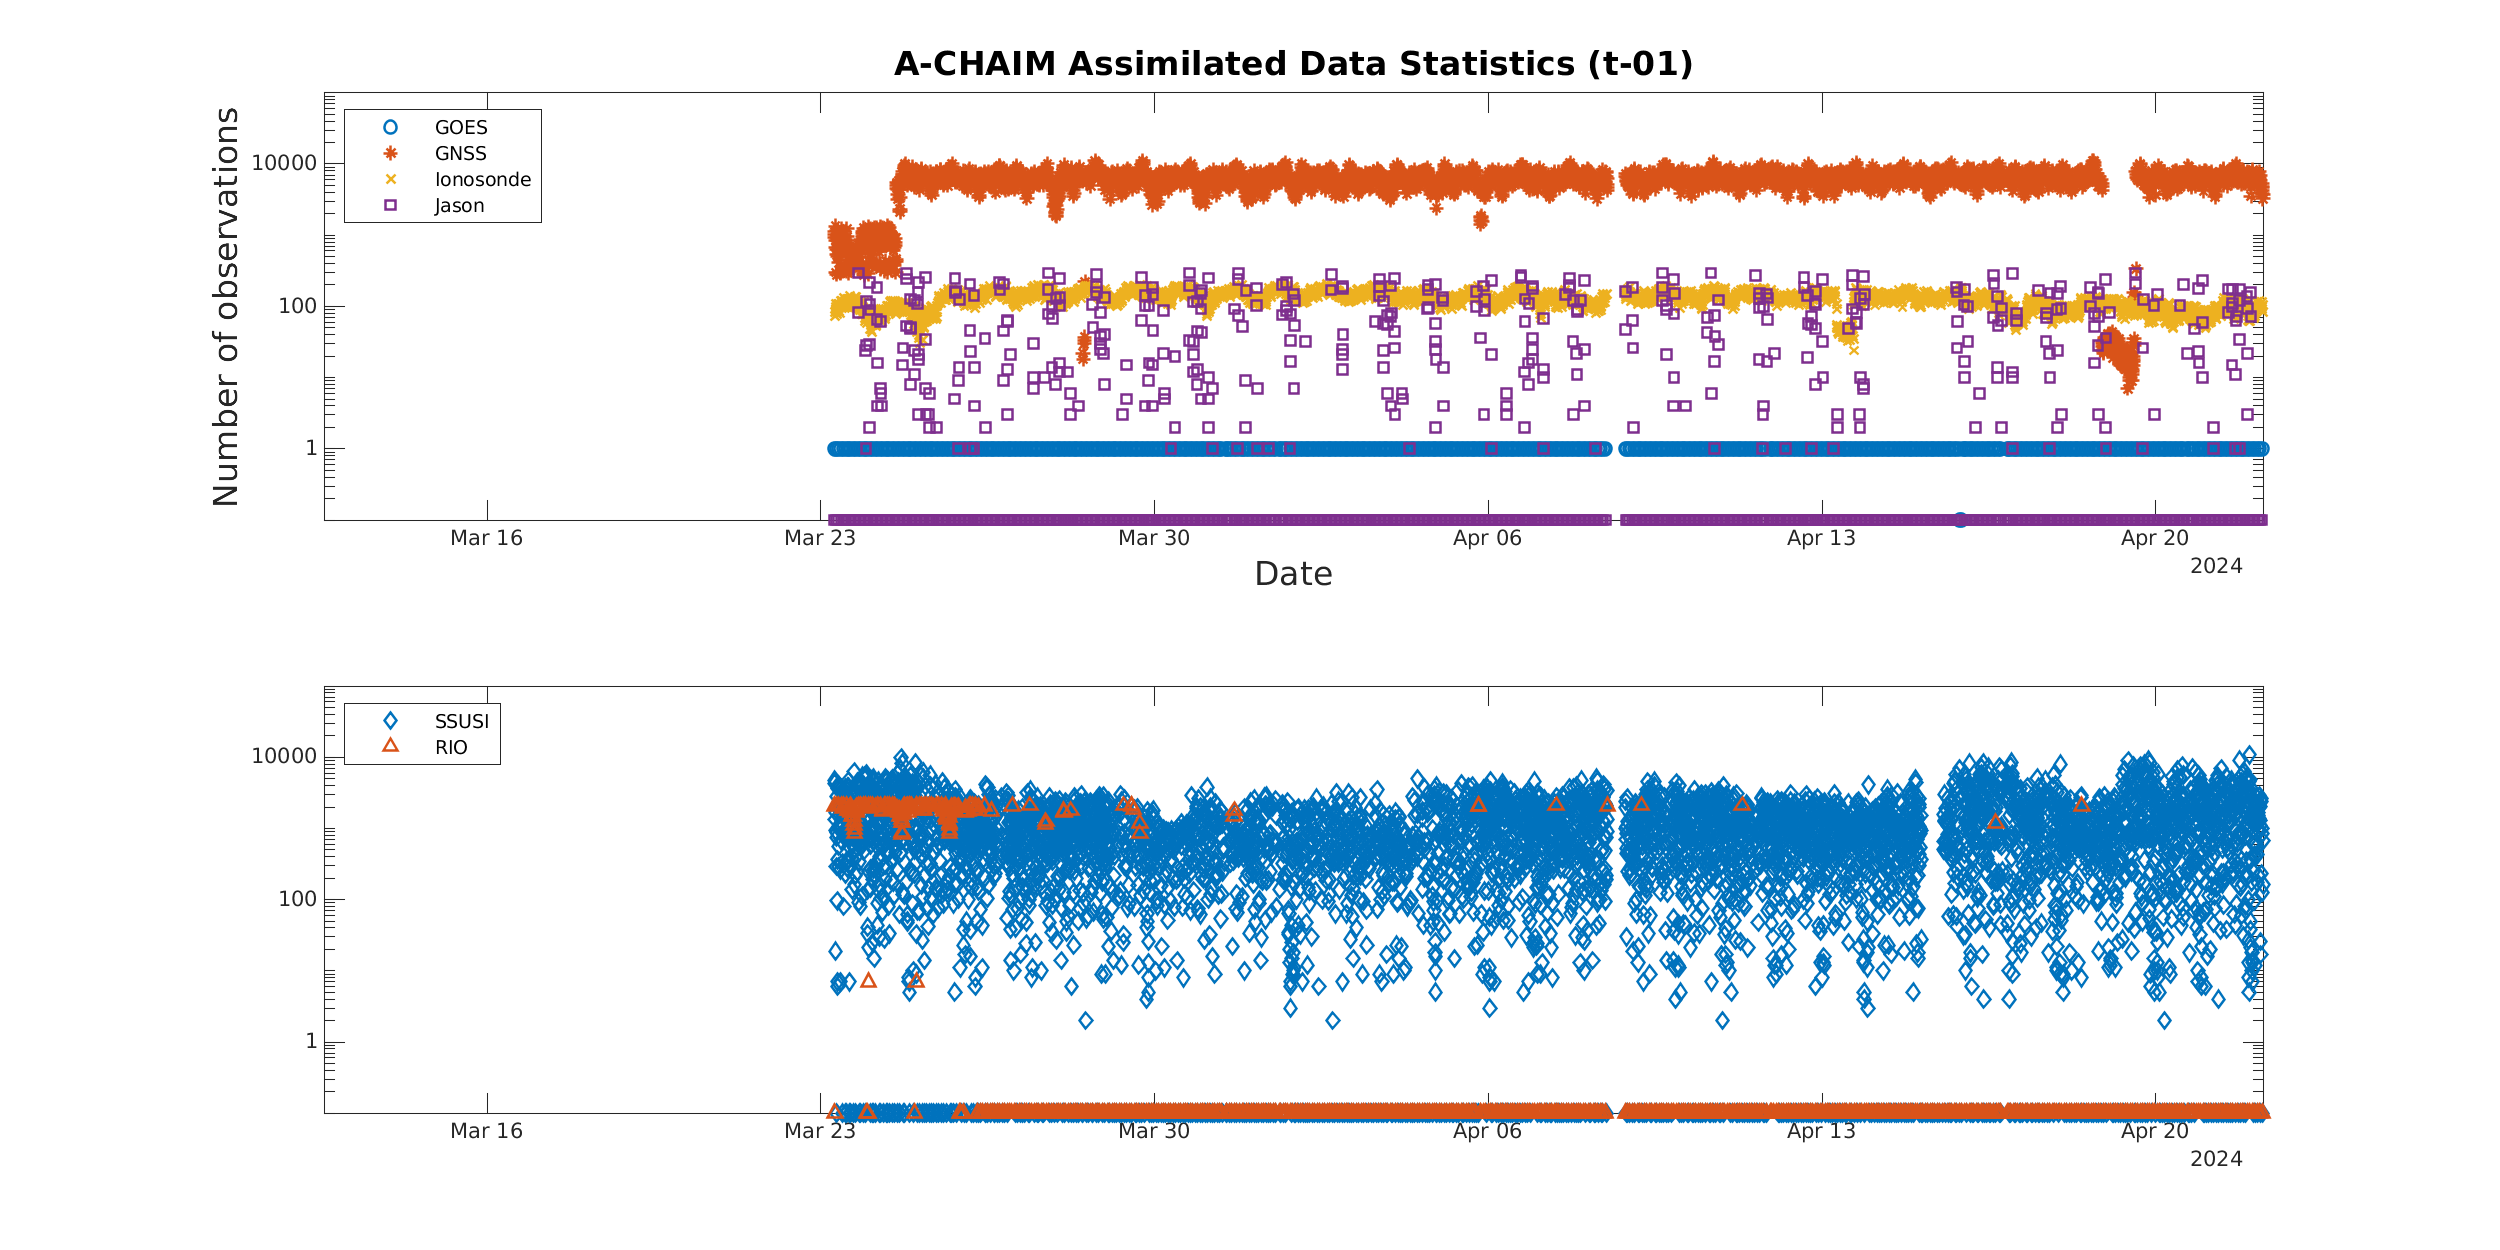 A-CHAIM Assimilated Data Statistics (t-01)
Number of observations
10000
100
1
GOES
GNSS
Ionosonde
Jason
Mar 16
Mar 23
Mar 30
Apr 06
Apr 13
Apr 20
2024
Date
10000
100
1
SSUSI
RIO
Mar 16
Mar 23
Mar 30
Apr 06
Apr 13
Apr 20
2024